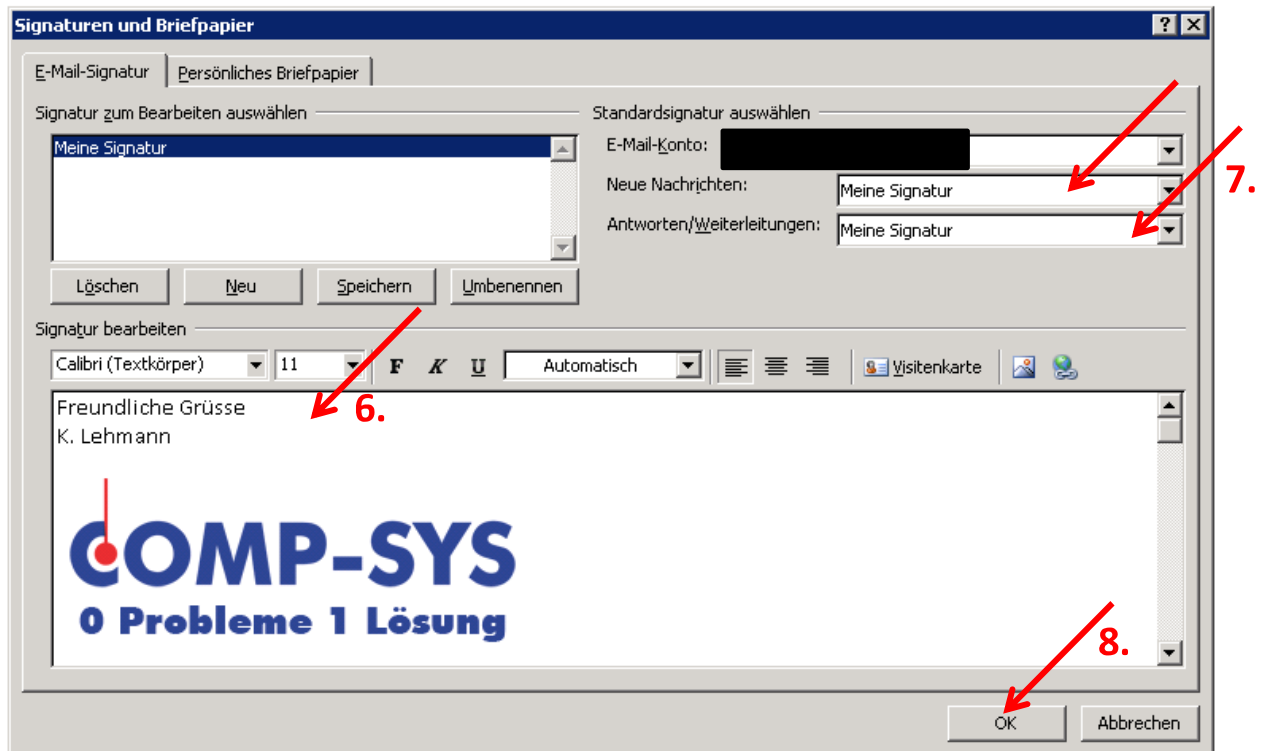 Signaturen und Briefpapier
E-Mail-Signatur
Persönliches Briefpapier
Signatur zum Bearbeiten auswählen
Standardsignatur auswählen
Meine Signatur
E-Mail-Konto:
Neue Nachrichten:
Meine Signatur
7.
Antworten/Weiterleitungen:
Meine Signatur
Löschen
Neu
Speichern
Umbenennen
Signatur bearbeiten
Calibri (Textkörper)
11
F K U
Automatisch
Visitenkarte
Freundliche Grüsse
6.
K. Lehmann
COMP-SYS
0 Probleme 1 Lösung
8.
OK
Abbrechen